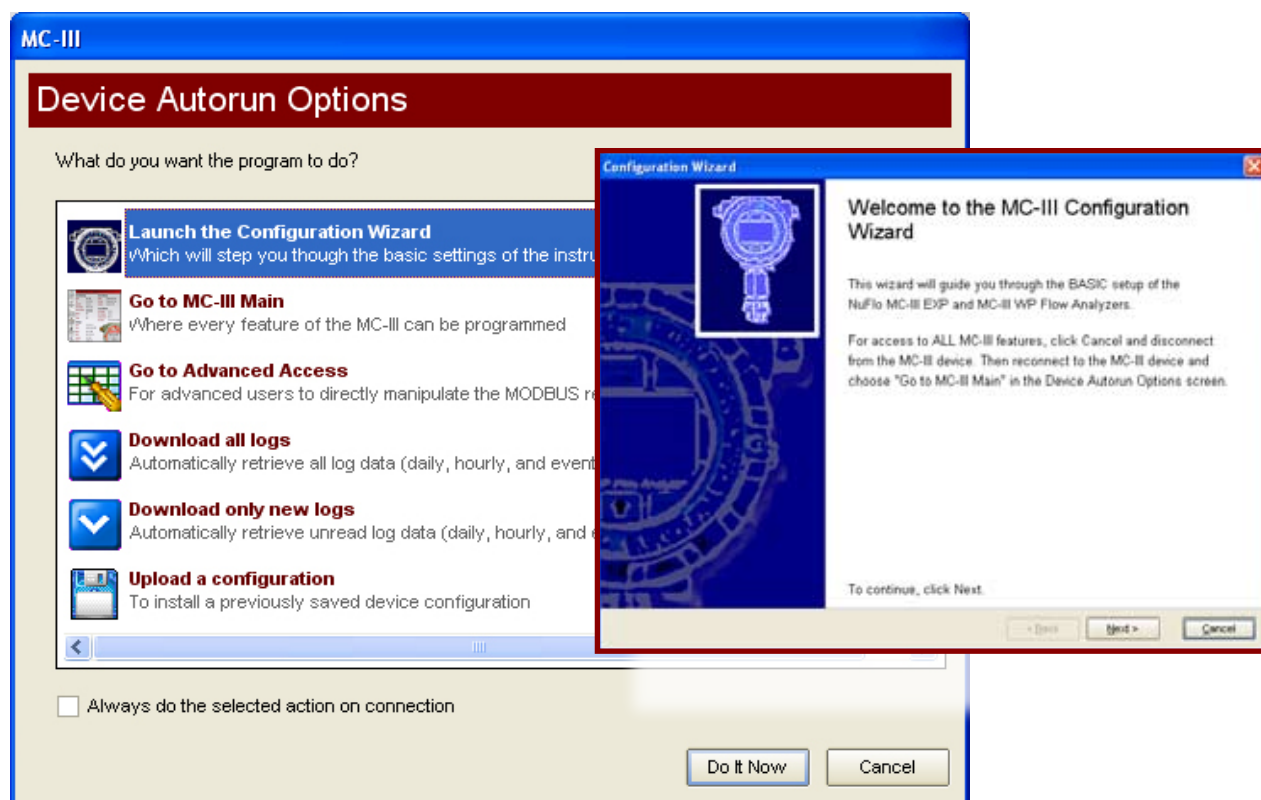 MC-III
Device Autorun Options
What do you want the program to do?
Launch the Configuration Wizard
Which will step you though the basic settings of the instru
Go to MC-III Main
Where every feature of the MC-III can be programmed
Go to Advanced Access
For advanced users to directly manipulate the MODBUS re
Download all logs
Automatically retrieve all log data (daily, hourly, and event
Download only new logs
Automatically retrieve unread log data (daily, hourly, and e
Upload a configuration
To install a previously saved device configuration
Always do the selected action on connection
Do It Now
Cancel
Configuration Wizard
Welcome to the MC-III Configuration
Wizard
This wizard will guide you through the BASIC setup of the
NuFlo MC-III EXP and MC-III WP Flow Analyzers.
For access to ALL MC-III features, click Cancel and disconnect
from the MC-III device. Then reconnect to the MC-III device and
choose "Go to MC-III Main" in the Device Autorun Options screen.
To continue, click Next.
< Back
Next >
Cancel